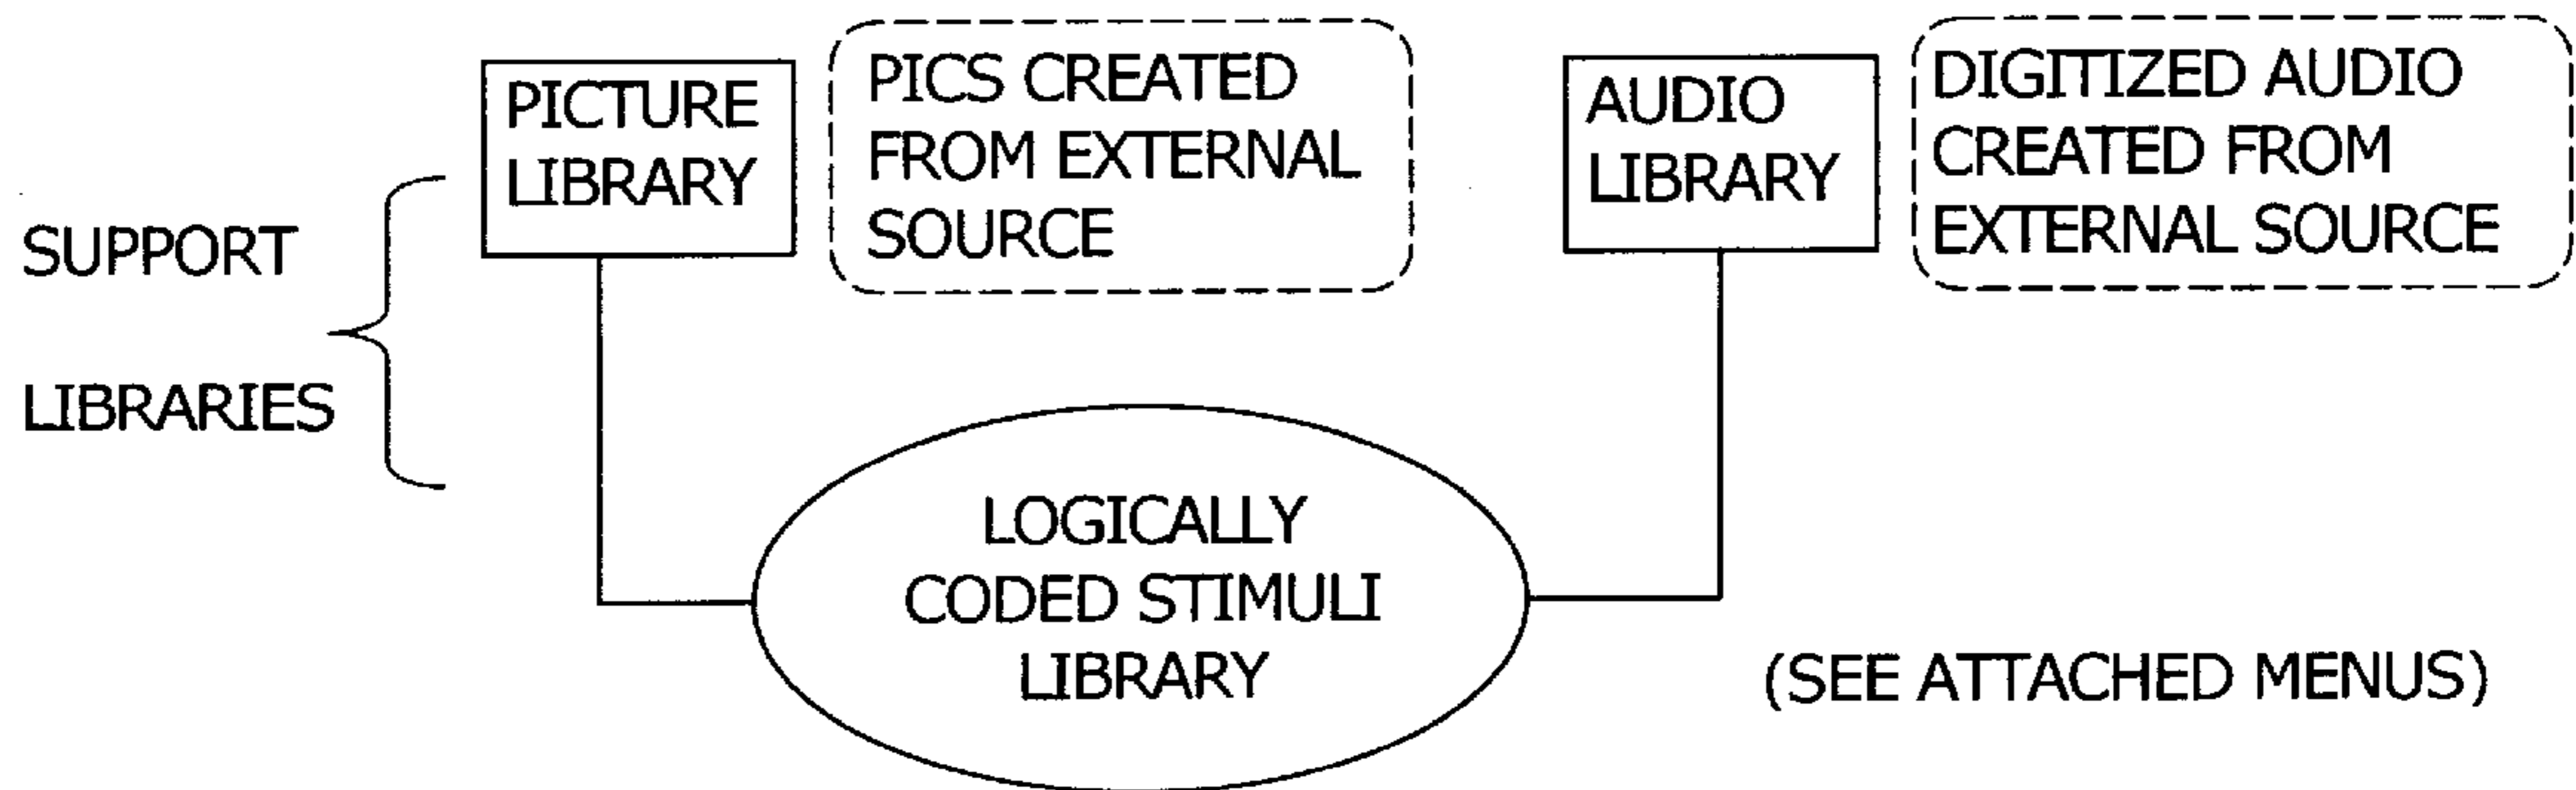 SUPPORT
LIBRARIES
PICTURE
LIBRARY
PICS CREATED
FROM EXTERNAL
SOURCE
AUDIO
LIBRARY
DIGITIZED AUDIO
CREATED FROM
EXTERNAL SOURCE
LOGICALLY
CODED STIMULI
LIBRARY
(SEE ATTACHED MENUS)